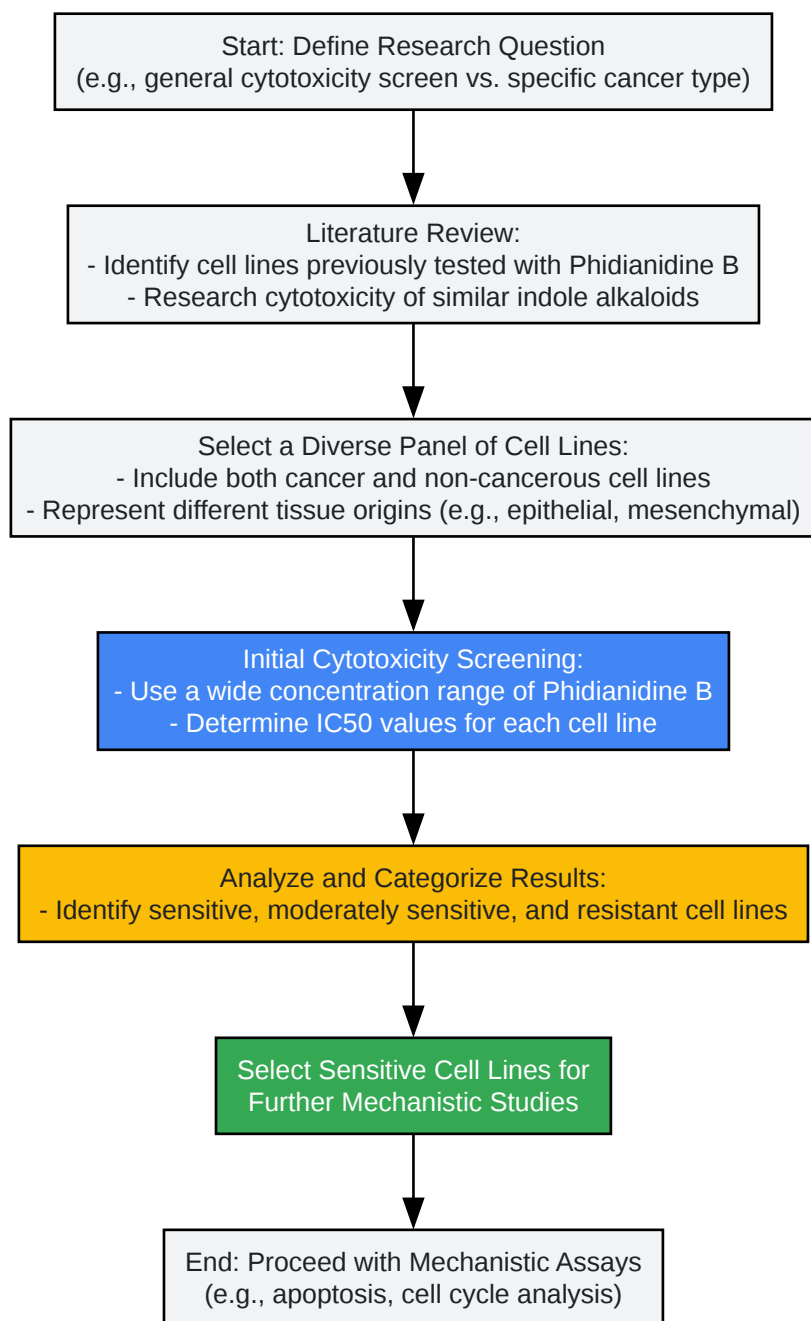 Start: Define Research Question
(e.g., general cytotoxicity screen vs. specific cancer type)
Literature Review:
- Identify cell lines previously tested with Phidianidine B
- Research cytotoxicity of similar indole alkaloids
Select a Diverse Panel of Cell Lines:
- Include both cancer and non-cancerous cell lines
- Represent different tissue origins (e.g., epithelial, mesenchymal)
Initial Cytotoxicity Screening:
- Use a wide concentration range of Phidianidine B
- Determine IC50 values for each cell line
Analyze and Categorize Results:
- Identify sensitive, moderately sensitive, and resistant cell lines
Select Sensitive Cell Lines for
Further Mechanistic Studies
End: Proceed with Mechanistic Assays
(e.g., apoptosis, cell cycle analysis)